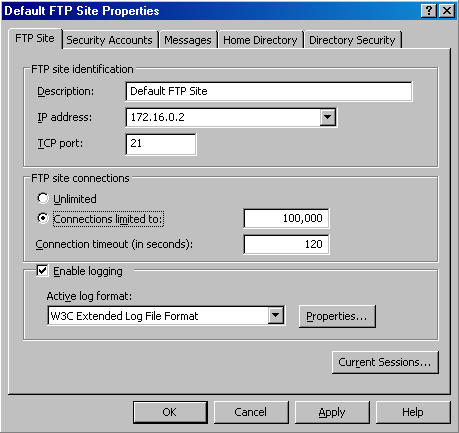 Default FTP Site Properties
FTP Site Security Accounts Messages Home Directory Directory Security
FTP site identification
Description: Default FTP Site
IP address: 172.16.0.2
TCP port: 21
FTP site connections
Unlimited
Connections limited to: 100,000
Connection timeout (in seconds): 120
Enable logging
Active log format:
W3C Extended Log File Format Properties...
Current Sessions...
OK Cancel Apply Help